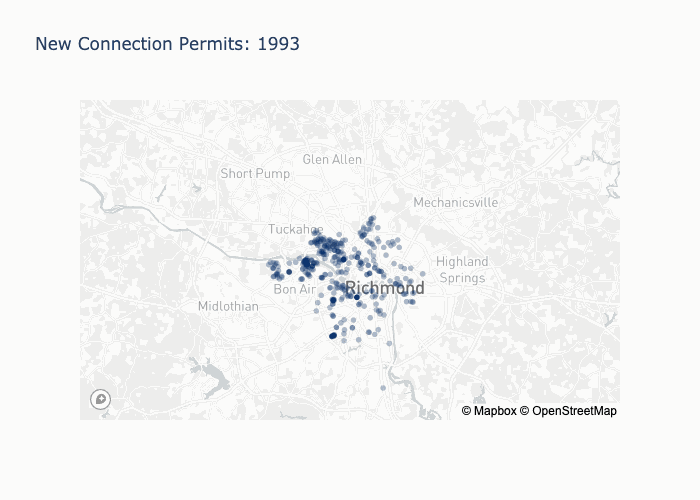 New Connection Permits: 1993
Glen Allen
Short Pump
Mechanicsville
Tuckahoe
Highland
Springs
Bon Air
Richmond
Midlothian
© Mapbox © OpenStreetMap